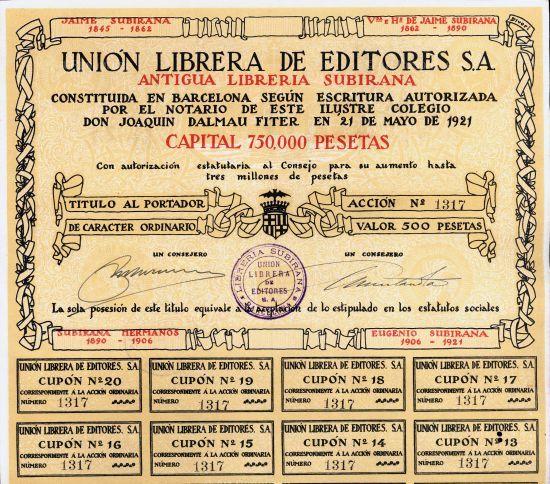 JAIME SUBIRANA
1845 - 1862
Vda e Hs DE JAIME SUBIRANA
1862 - 1890
UNIÓN LIBRERA DE EDITORES S.A.
ANTIGUA LIBRERIA SUBIRANA
CONSTITUIDA EN BARCELONA SEGÚN ESCRITURA AUTORIZADA
POR EL NOTARIO DE ESTE ILUSTRE COLEGIO
DON JOAQUIN DALMAU FITER EN 21 DE MAYO DE 1921
CAPITAL 750.000 PESETAS
Con autorización estatutaria al Consejo para su aumento hasta
tres millones de pesetas
TITULO AL PORTADOR
ACCIÓN Nº 1317
DE CARACTER ORDINARIO
VALOR 500 PESETAS
UN CONSEJERO
UN CONSEJERO
LIBRERÍA SUBIRANA
UNION
LIBRERA
DE
EDITORES
S. A.
La sola posesión de este título equivale a la aceptación de lo estipulado en los estatutos sociales
SUBIRANA HERMANOS
1890 - 1906
EUGENIO SUBIRANA
1906 - 1921
UNIÓN LIBRERA DE EDITORES. S.A.
CUPÓN Nº 20
CORRESPONDIENTE A LA ACCIÓN ORDINARIA
NÚMERO 1317
UNIÓN LIBRERA DE EDITORES. S.A.
CUPÓN Nº 19
CORRESPONDIENTE A LA ACCIÓN ORDINARIA
NÚMERO 1317
UNIÓN LIBRERA DE EDITORES. S.A.
CUPÓN Nº 18
CORRESPONDIENTE A LA ACCIÓN ORDINARIA
NÚMERO 1317
UNIÓN LIBRERA DE EDITORES. S.A.
CUPÓN Nº 17
CORRESPONDIENTE A LA ACCIÓN ORDINARIA
NÚMERO 1317
UNIÓN LIBRERA DE EDITORES. S.A.
CUPÓN Nº 16
CORRESPONDIENTE A LA ACCIÓN ORDINARIA
NÚMERO 1317
UNIÓN LIBRERA DE EDITORES. S.A.
CUPÓN Nº 15
CORRESPONDIENTE A LA ACCIÓN ORDINARIA
NÚMERO 1317
UNIÓN LIBRERA DE EDITORES. S.A.
CUPÓN Nº 14
CORRESPONDIENTE A LA ACCIÓN ORDINARIA
NÚMERO 1317
UNIÓN LIBRERA DE EDITORES. S.A.
CUPÓN Nº 13
CORRESPONDIENTE A LA ACCIÓN ORDINARIA
NÚMERO 1317